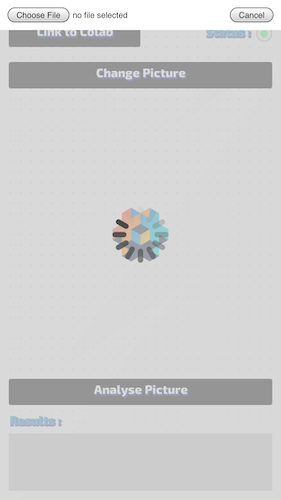 Choose File no file selected Cancel
Link to Colab Status :
Change Picture
Analyse Picture
Results :